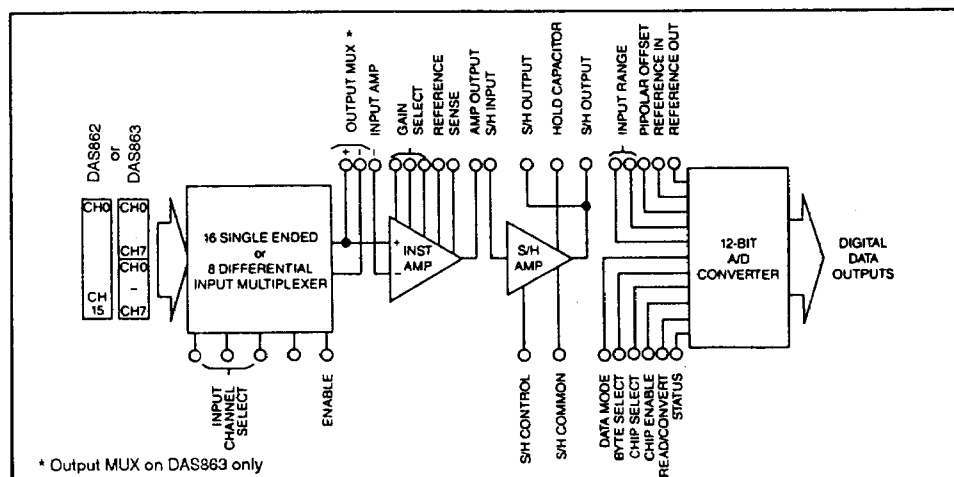 OUTPUT MUX *
INPUT AMP
GAIN
SELECT
REFERENCE
SENSE
AMP OUTPUT
S/H INPUT
S/H OUTPUT
HOLD CAPACITOR
S/H OUTPUT
INPUT RANGE
PIPOLAR OFFSET
REFERENCE IN
REFERENCE OUT
+ − −
DAS862
or
DAS863
CH0
CH
15
CH0
CH7
CH0
–
CH7
16 SINGLE ENDED
or
8 DIFFERENTIAL
INPUT MULTIPLEXER
+
−
INST
AMP
S/H
AMP
12-BIT
A/D
CONVERTER
DIGITAL
DATA
OUTPUTS
INPUT
CHANNEL
SELECT
ENABLE
S/H CONTROL
S/H COMMON
DATA MODE
BYTE SELECT
CHIP SELECT
CHIP ENABLE
READ/CONVERT
STATUS
* Output MUX on DAS863 only